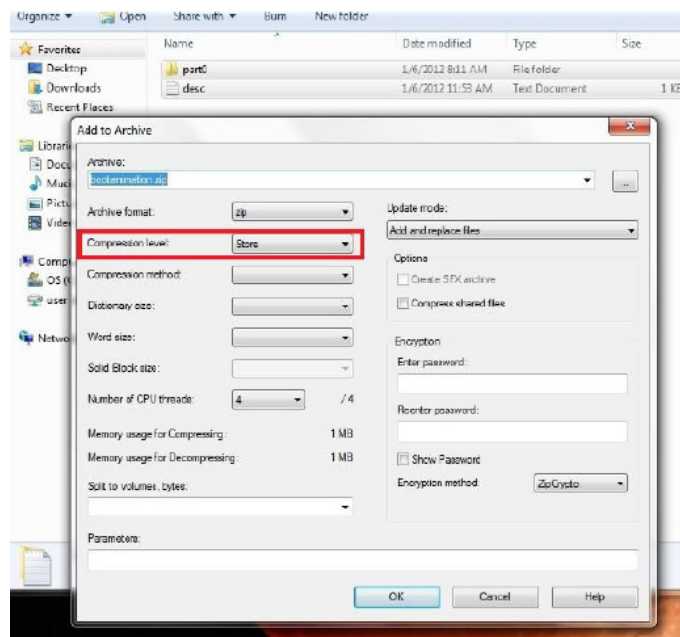 Organize Open Share with Burn New folder
Favorites
Desktop
Downloads
Recent Places
Name Date modified Type Size
part0 1/6/2012 8:11 AM File folder
desc 1/6/2012 11:53 AM Text Document 1 KB
Add to Archive
Archive:
bootanimation.zip
...
Archive format: zip
Compression level: Store
Compression method:
Dictionary size:
Word size:
Solid Block size:
Number of CPU threads: 4 / 4
Memory usage for Compressing: 1 MB
Memory usage for Decompressing: 1 MB
Split to volumes, bytes:
Update mode:
Add and replace files
Options
Create SFX archive
Compress shared files
Encryption
Enter password:
Reenter password:
Show Password
Encryption method: ZipCrypto
Parameters:
OK Cancel Help
OS
user